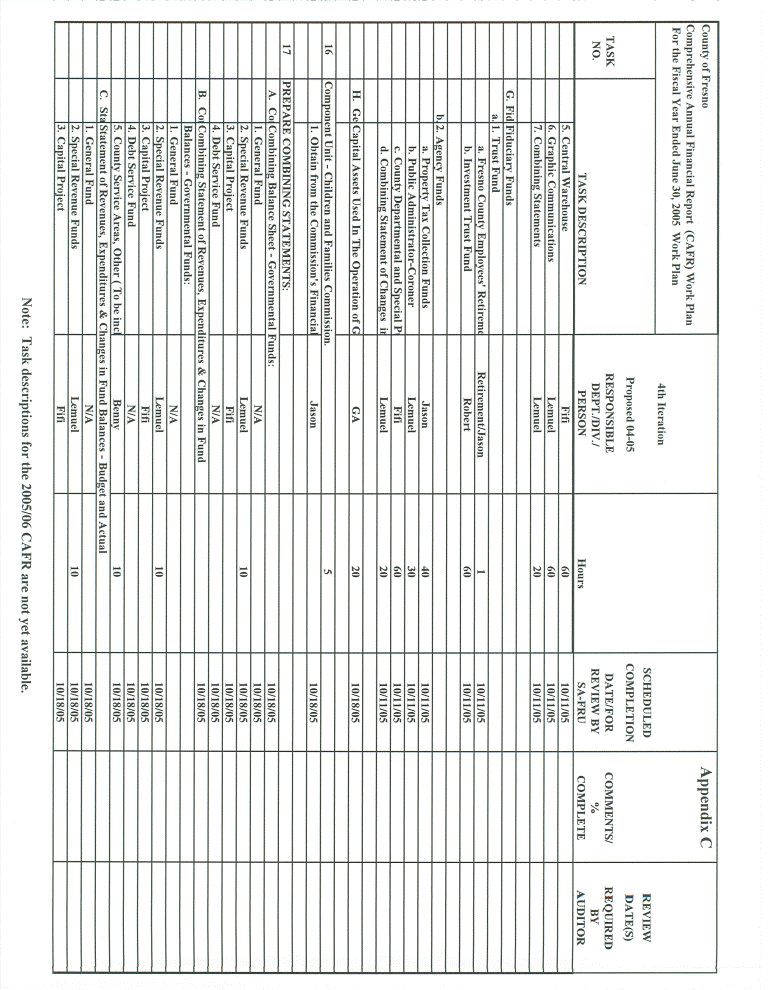 Appendix C
County of Fresno
Comprehensive Annual Financial Report (CAFR) Work Plan
For the Fiscal Year Ended June 30, 2005 Work Plan
4th Iteration
Proposed 04-05
TASK NO. TASK DESCRIPTION RESPONSIBLE DEPT./DIV./ PERSON Hours SCHEDULED COMPLETION DATE/FOR REVIEW BY SA-FRU COMMENTS/ % COMPLETE REVIEW DATE(S) REQUIRED BY AUDITOR
5. Central Warehouse Fifi 60 10/11/05
6. Graphic Communications Lemuel 60 10/11/05
7. Combining Statements Lemuel 20 10/11/05
G. Fid Fiduciary Funds
a. 1. Trust Fund
a. Fresno County Employees' Retireme Retirement/Jason 1 10/11/05
b. Investment Trust Fund Robert 60 10/11/05
b. 2. Agency Funds
a. Property Tax Collection Funds Jason 40 10/11/05
b. Public Administrator-Coroner Lemuel 30 10/11/05
c. County Departmental and Special P Fifi 60 10/11/05
d. Combining Statement of Changes in Lemuel 20 10/11/05
H. Ge Capital Assets Used In The Operation of G GA 20 10/18/05
16 Component Unit - Children and Families Commission. 5
1. Obtain from the Commission's Financial Jason 10/18/05
17 PREPARE COMBINING STATEMENTS:
A. Co Combining Balance Sheet - Governmental Funds: 10/18/05
1. General Fund N/A 10/18/05
2. Special Revenue Funds Lemuel 10 10/18/05
3. Capital Project Fifi 10/18/05
4. Debt Service Fund N/A 10/18/05
B. Co Combining Statement of Revenues, Expenditures & Changes in Fund 10/18/05
Balances - Governmental Funds:
1. General Fund N/A
2. Special Revenue Funds Lemuel 10 10/18/05
3. Capital Project Fifi 10/18/05
4. Debt Service Fund N/A 10/18/05
5. County Service Areas, Other ( To be incl Benny 10 10/18/05
C. Sta Statement of Revenues, Expenditures & Changes in Fund Balances - Budget and Actual
1. General Fund N/A 10/18/05
2. Special Revenue Funds Lemuel 10 10/18/05
3. Capital Project Fifi 10/18/05
Note: Task descriptions for the 2005/06 CAFR are not yet available.